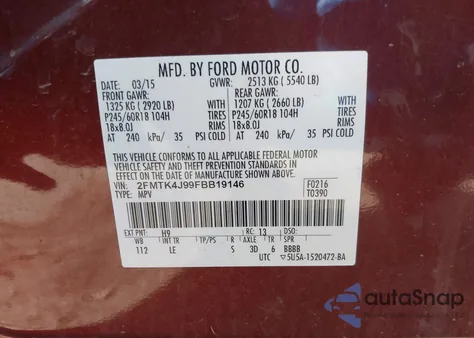 MFD. BY FORD MOTOR CO.
DATE: 03/15 GVWR: 2513 KG ( 5540 LB)
FRONT GAWR: REAR GAWR:
1325 KG ( 2920 LB) 1207 KG ( 2660 LB)
P245/60R18 104H P245/60R18 104H
18x8.0J RIMS 18x8.0J RIMS
AT 240 kPa/ 35 PSI COLD AT 240 kPa/ 35 PSI COLD
THIS VEHICLE CONFORMS TO ALL APPLICABLE FEDERAL MOTOR
VEHICLE SAFETY AND THEFT PREVENTION STANDARDS IN
EFFECT ON THE DATE OF MANUFACTURE SHOWN ABOVE.
VIN: 2FMTK4J99FBB19146 F0216
TYPE: MPV T0390
EXT PNT: H9 RC: 13 DSO:
WB INT TR TP/PS R AXLE TR SPR
112 LE S 3D 6 BBBB
UTC ▽5U5A-1520472-BA
autoSnap
Cars & Data